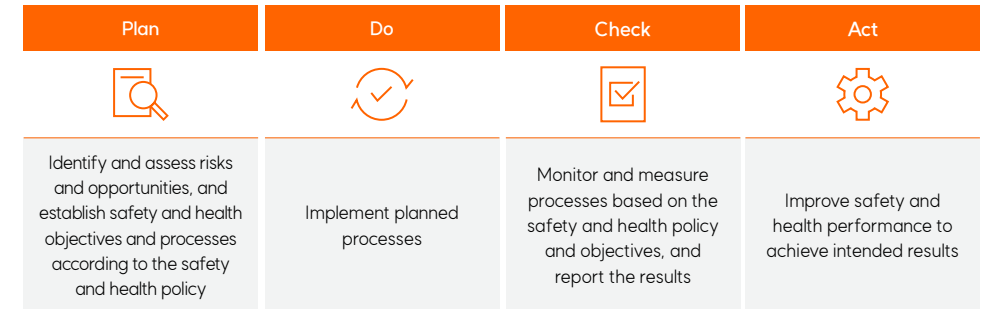 Plan
Do
Check
Act
Identify and assess risks
and opportunities, and
establish safety and health
objectives and processes
according to the safety
and health policy
Implement planned
processes
Monitor and measure
processes based on the
safety and health policy
and objectives, and
report the results
Improve safety and
health performance to
achieve intended results